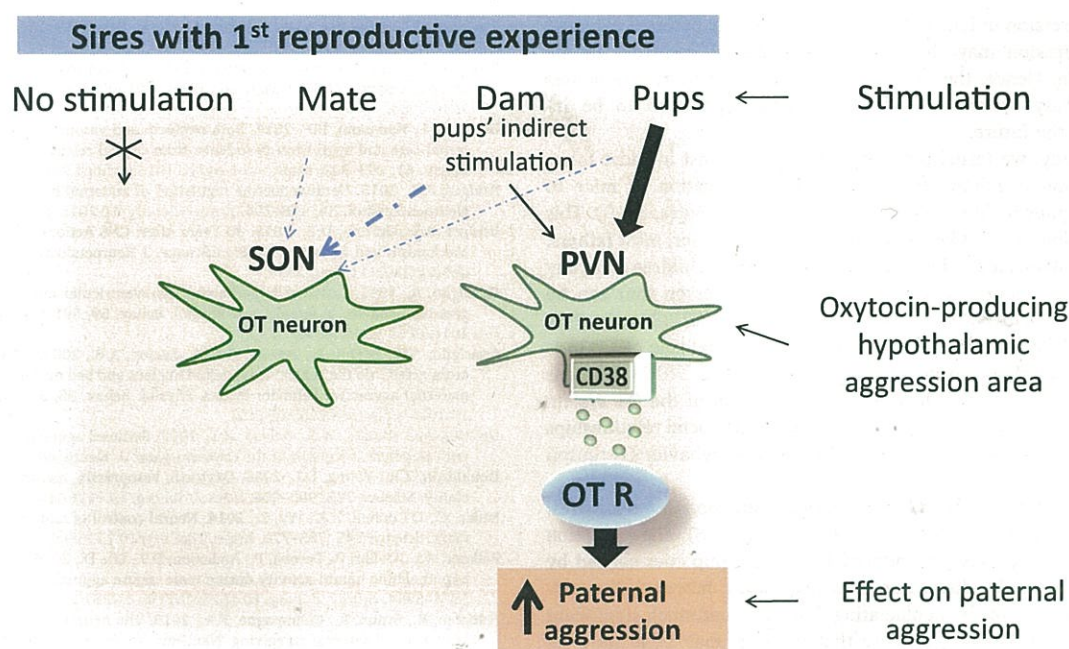 Sires with 1st reproductive experience
No stimulation Mate Dam Pups Stimulation
pups' indirect
stimulation
SON PVN
OT neuron OT neuron
CD38
Oxytocin-producing
hypothalamic
aggression area
OT R
Paternal
aggression
Effect on paternal
aggression